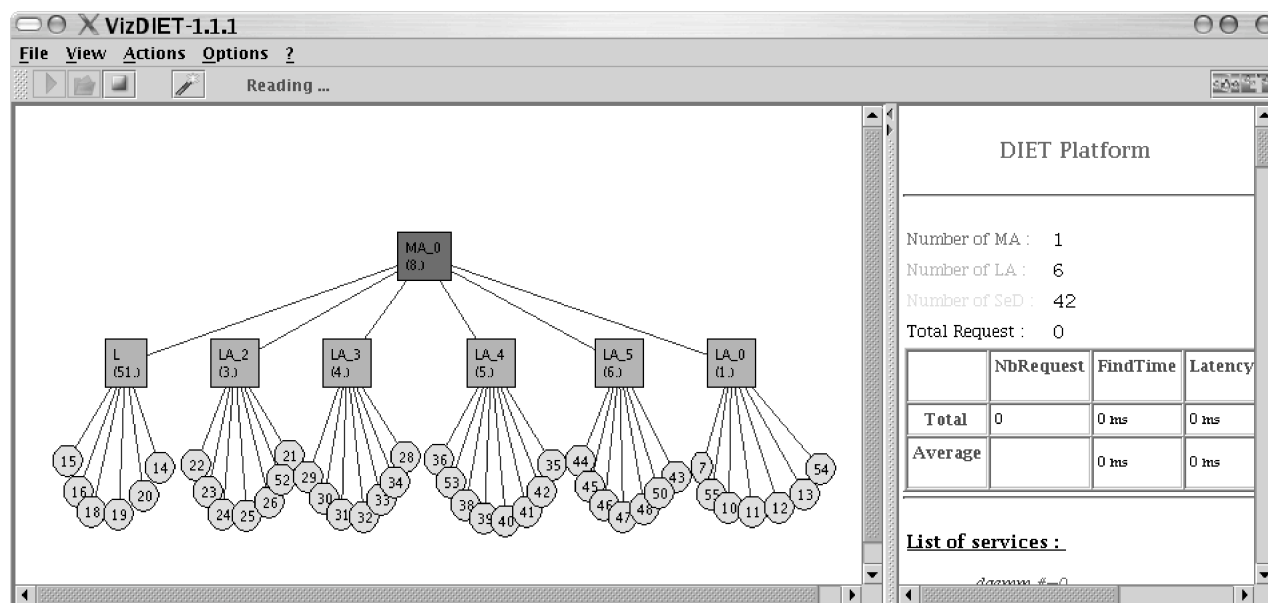 VizDIET-1.1.1
File View Actions Options ?
Reading ...
DIET Platform
MA_0
(8.)
Number of MA : 1
Number of LA : 6
Number of SeD : 42
Total Request : 0
L
(51.)
LA_2
(3.)
LA_3
(4.)
LA_4
(5.)
LA_5
(6.)
LA_0
(1.)
NbRequest FindTime Latency
Total 0 0 ms 0 ms
Average 0 ms 0 ms
15 16 18 19 20 14
22 23 24 25 26 52 21
29 30 31 32 33 34 28
36 53 38 39 40 41 42 35
44 45 46 47 48 50 43
7 55 10 11 12 13 54
List of services :
dgemm #=0